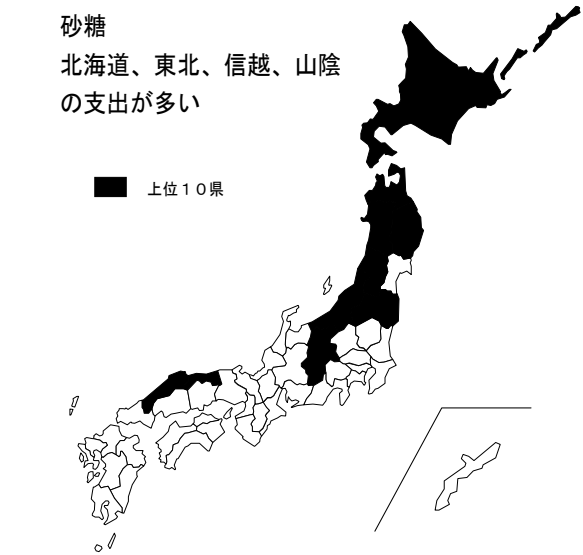 砂糖
北海道、東北、信越、山陰
の支出が多い
上位１０県